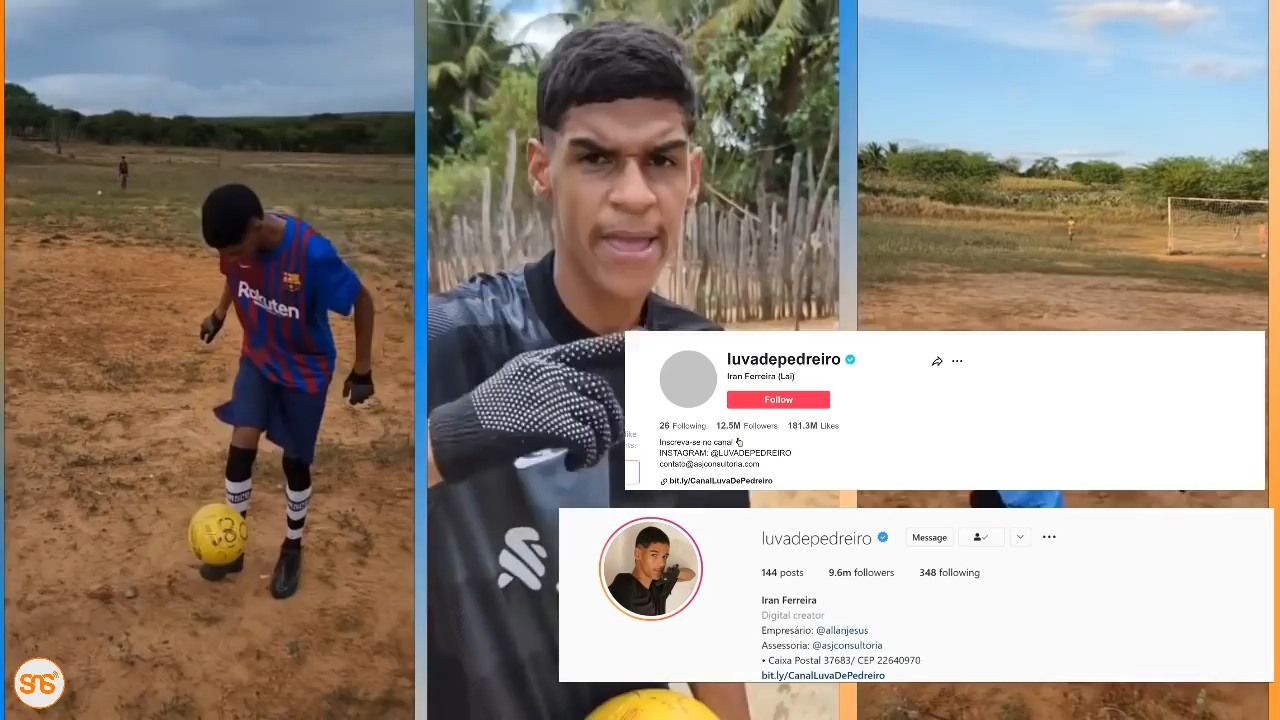 Rakuten
luvadepedreiro
Iran Ferreira (Lai)
Follow
26 Following 12.5M Followers 181.3M Likes
Inscreva-se no canal 👆
INSTAGRAM: @LUVADEPEDREIRO
contato@asjconsultoria.com
bit.ly/CanalLuvaDePedreiro
luvadepedreiro
Message
144 posts 9.6m followers 348 following
Iran Ferreira
Digital creator
Empresário: @allanjesus
Assessoria: @asjconsultoria
• Caixa Postal 37683/ CEP 22640970
bit.ly/CanalLuvaDePedreiro
SNS